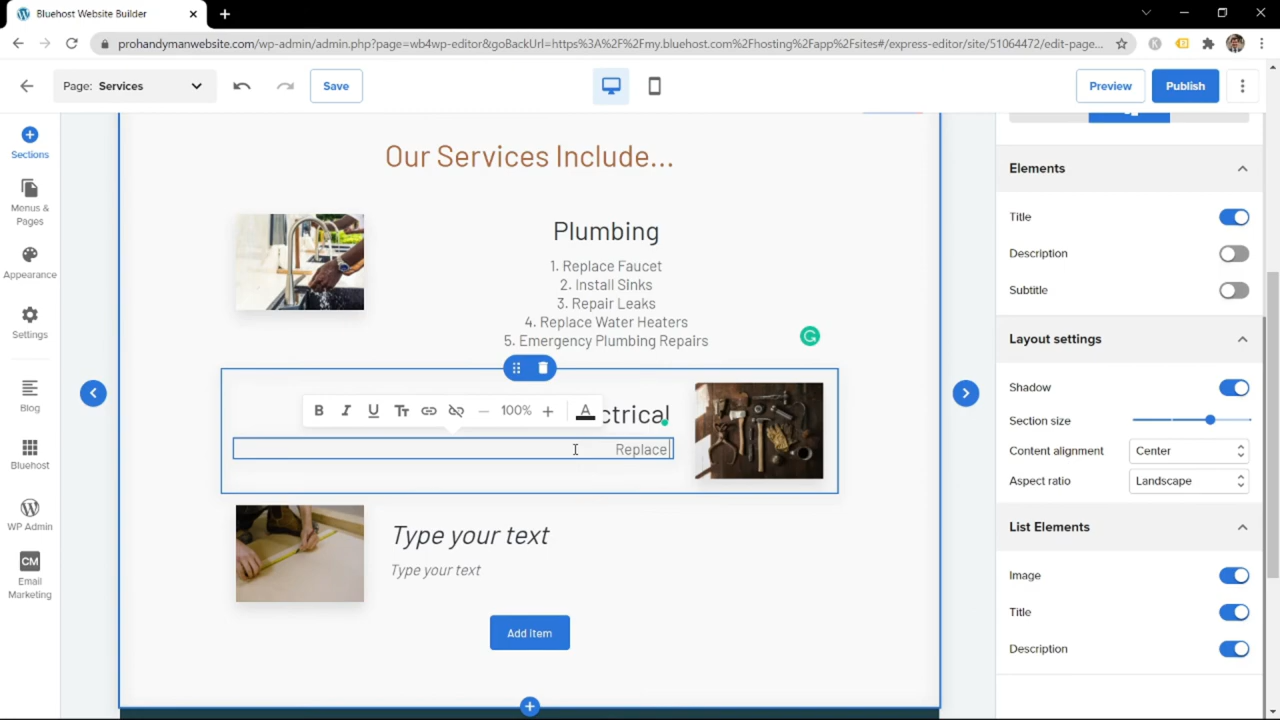 Bluehost Website Builder
prohandymanwebsite.com/wp-admin/admin.php?page=wb4wp-editor&goBackUrl=https%3A%2F%2Fmy.bluehost.com%2Fhosting%2Fapp%2Fsites#/express-editor/site/51064472/edit-page...
Page: Services
Save
Preview
Publish
Sections
Menus &
Pages
Appearance
Settings
Blog
Bluehost
WP Admin
CM
Email
Marketing
Our Services Include...
Plumbing
1. Replace Faucet
2. Install Sinks
3. Repair Leaks
4. Replace Water Heaters
5. Emergency Plumbing Repairs
B I U TT 100% A
ctrical
Replace
Type your text
Type your text
Add item
Elements
Title
Description
Subtitle
Layout settings
Shadow
Section size
Content alignment Center
Aspect ratio Landscape
List Elements
Image
Title
Description